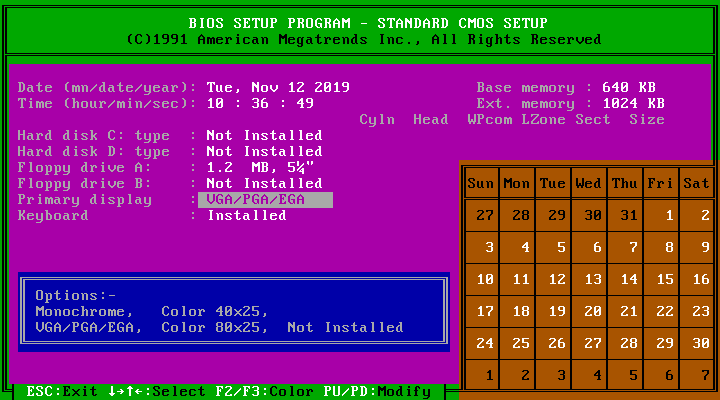 BIOS SETUP PROGRAM - STANDARD CMOS SETUP
(C)1991 American Megatrends Inc., All Rights Reserved
Date (mn/date/year): Tue, Nov 12 2019 Base memory : 640 KB
Time (hour/min/sec): 10 : 36 : 49 Ext. memory : 1024 KB
Cyln Head WPcom LZone Sect Size
Hard disk C: type : Not Installed
Hard disk D: type : Not Installed
Floppy drive A: : 1.2 MB, 5¼"
Floppy drive B: : Not Installed
Primary display : VGA/PGA/EGA
Keyboard : Installed
Sun Mon Tue Wed Thu Fri Sat
27 28 29 30 31 1 2
3 4 5 6 7 8 9
10 11 12 13 14 15 16
17 18 19 20 21 22 23
24 25 26 27 28 29 30
1 2 3 4 5 6 7
Options:-
Monochrome, Color 40x25,
VGA/PGA/EGA, Color 80x25, Not Installed
ESC:Exit ↓→↑←:Select F2/F3:Color PU/PD:Modify